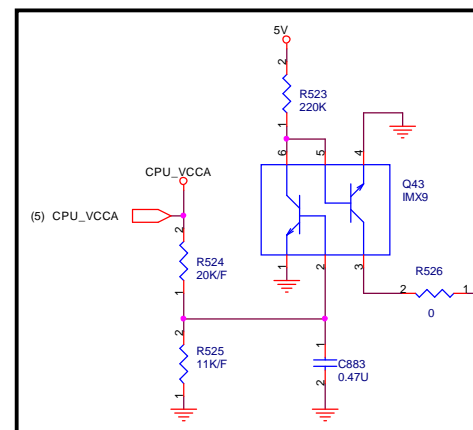 5V
2
R523
220K
1
6
5
4
CPU_VCCA
Q43
IMX9
(5) CPU_VCCA
2
R524
20K/F
1
1
2
3
R526
2
1
0
2
R525
11K/F
1
1
C883
0.47U
2